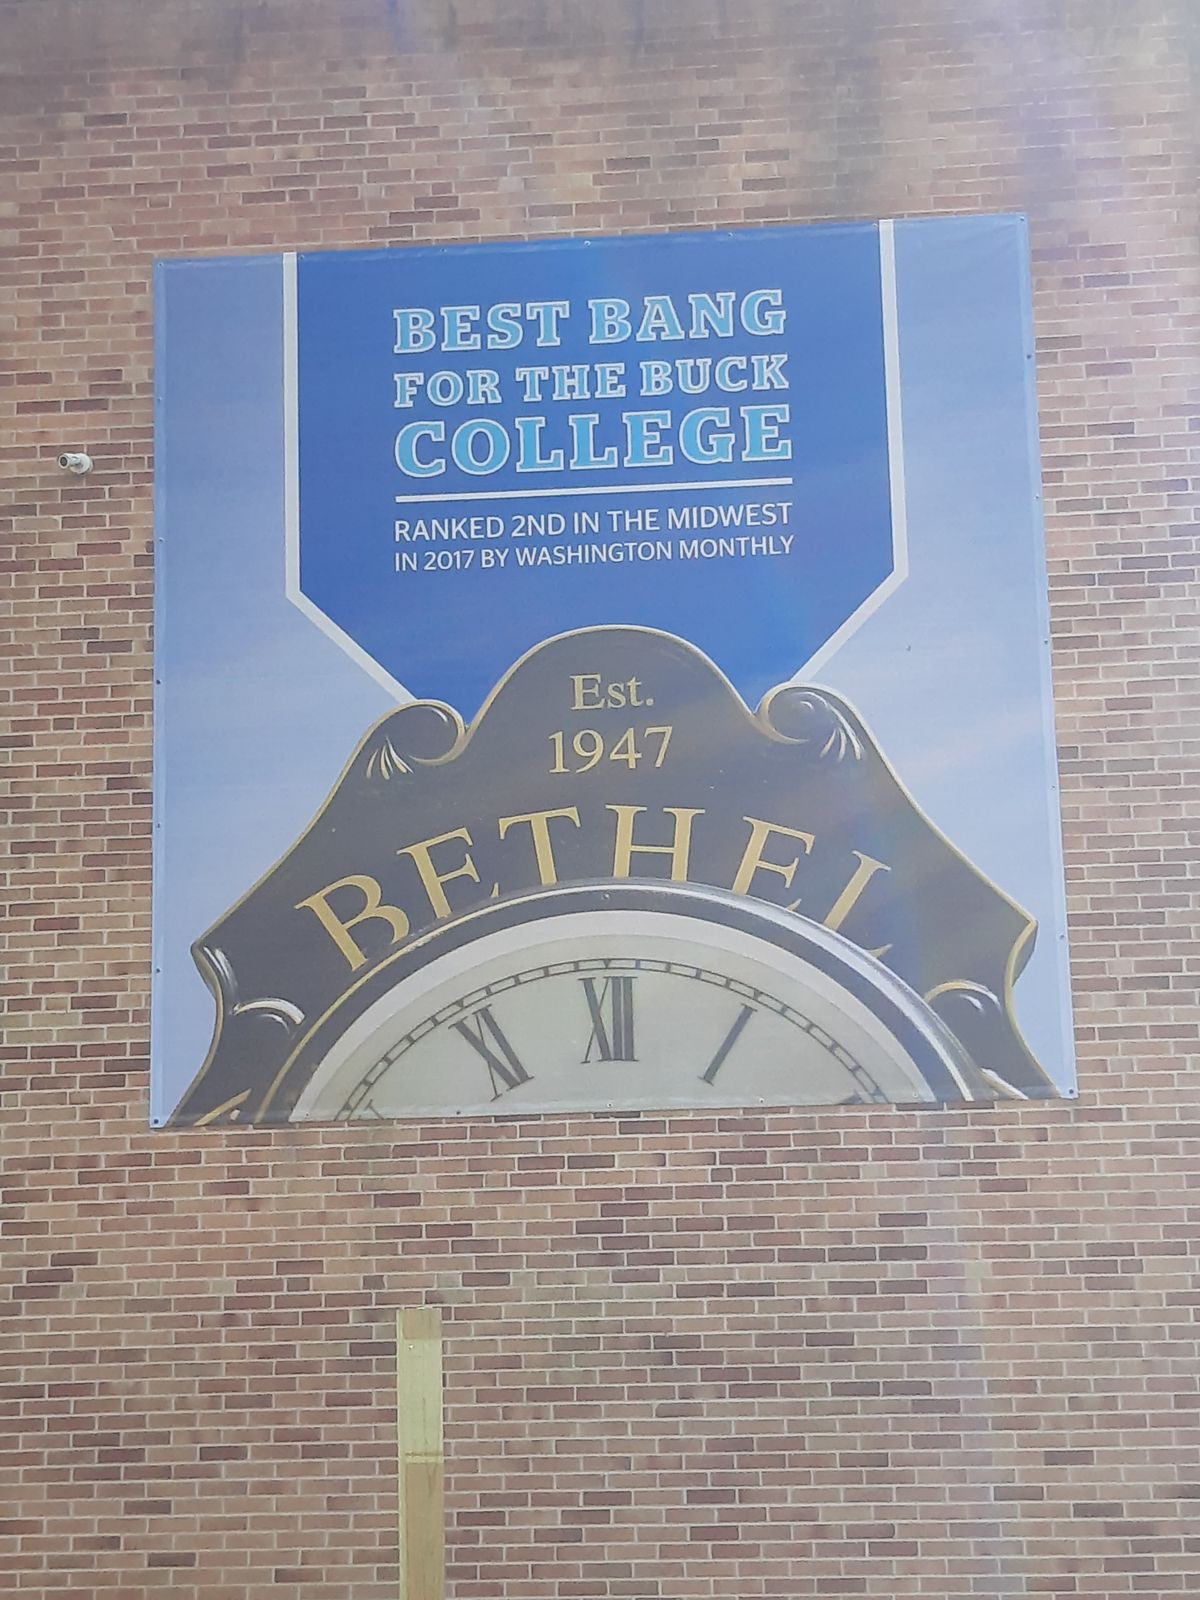 BEST BANG
FOR THE BUCK
COLLEGE
RANKED 2ND IN THE MIDWEST
IN 2017 BY WASHINGTON MONTHLY
Est.
1947
BETHEL
XI XII I